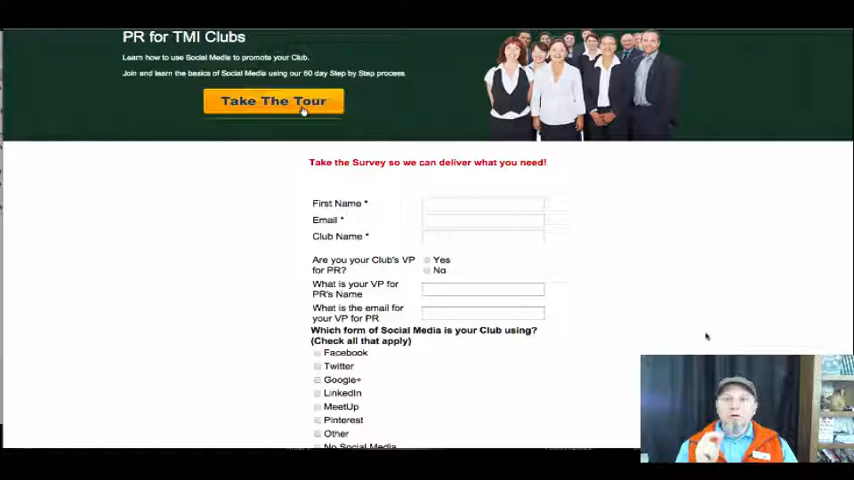 PR for TMI Clubs
Learn how to use Social Media to promote your Club.
Join and learn the basics of Social Media using our 60 day Step by Step process
Take The Tour
Take the Survey so we can deliver what you need!
First Name *
Email *
Club Name *
Are you your Club's VP
for PR?
Yes
No
What is your VP for
PR's Name
What is the email for
your VP for PR
Which form of Social Media is your Club using?
(Check all that apply)
Facebook
Twitter
Google+
LinkedIn
MeetUp
Pinterest
Other
No Social Media